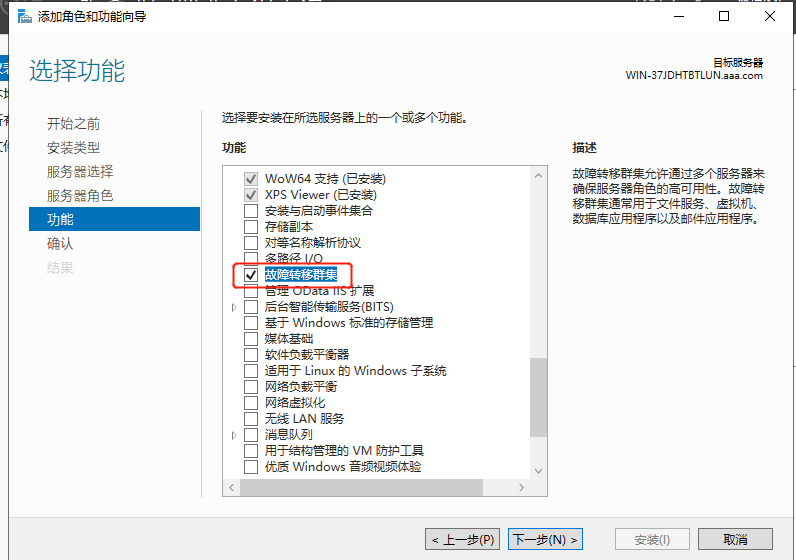 添加角色和功能向导
选择功能
目标服务器
WIN-37JDHTBTLUN.aaa.com
开始之前
安装类型
服务器选择
服务器角色
功能
确认
结果
选择要安装在所选服务器上的一个或多个功能。
功能
WoW64 支持 (已安装)
XPS Viewer (已安装)
安装与启动事件集合
存储副本
对等名称解析协议
多路径 I/O
故障转移群集
管理 OData IIS 扩展
后台智能传输服务(BITS)
基于 Windows 标准的存储管理
媒体基础
软件负载平衡器
适用于 Linux 的 Windows 子系统
网络负载平衡
网络虚拟化
无线 LAN 服务
消息队列
用于结构管理的 VM 防护工具
优质 Windows 音频视频体验
描述
故障转移群集允许通过多个服务器来
确保服务器角色的高可用性。故障转
移群集通常用于文件服务、虚拟机、
数据库应用程序以及邮件应用程序。
< 上一步(P)
下一步(N) >
安装(I)
取消